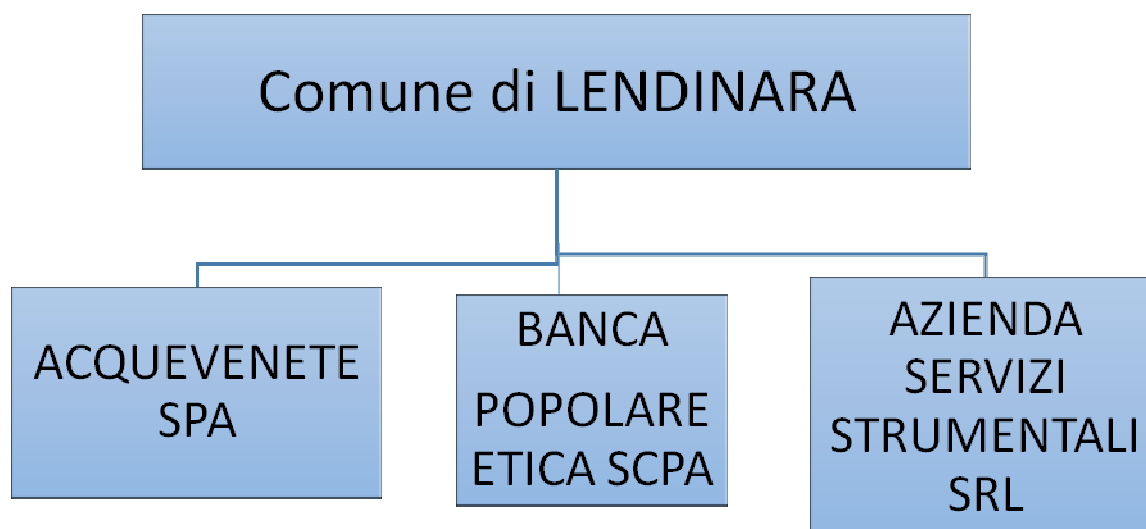 Comune di LENDINARA
ACQUEVENETE
SPA
BANCA
POPOLARE
ETICA SCPA
AZIENDA
SERVIZI
STRUMENTALI
SRL